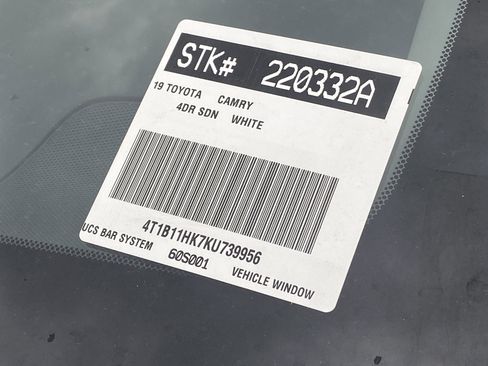 STK# 220332A
19 TOYOTA CAMRY
4DR SDN WHITE
4T1B11HK7KU739956
UCS BAR SYSTEM 60S001 VEHICLE WINDOW